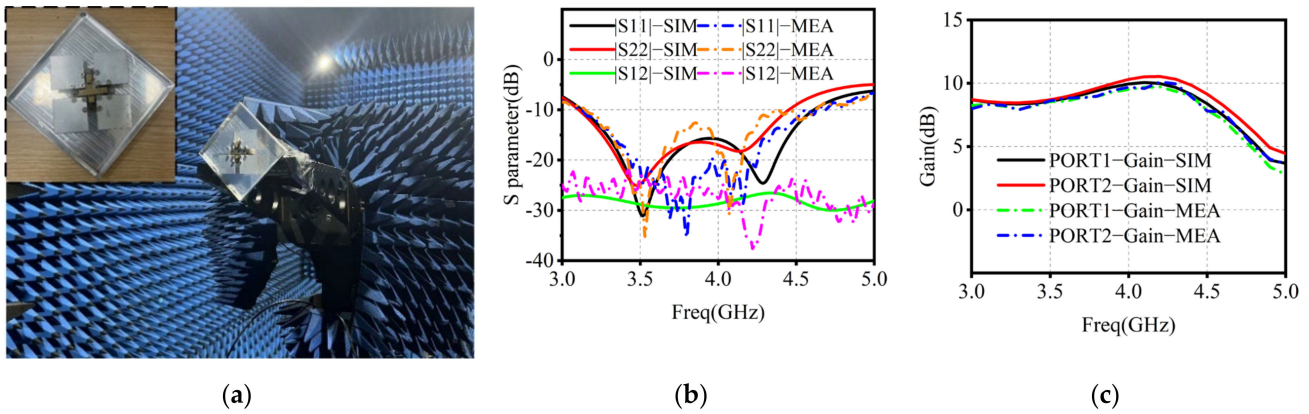 |S11|−SIM |S11|−MEA
|S22|−SIM |S22|−MEA
|S12|−SIM |S12|−MEA
0
-10
-20
-30
-40
S parameter(dB)
3.0 3.5 4.0 4.5 5.0
Freq(GHz)
15
10
5
0
Gain(dB)
PORT1−Gain−SIM
PORT2−Gain−SIM
PORT1−Gain−MEA
PORT2−Gain−MEA
3.0 3.5 4.0 4.5 5.0
Freq(GHz)
(a) (b) (c)